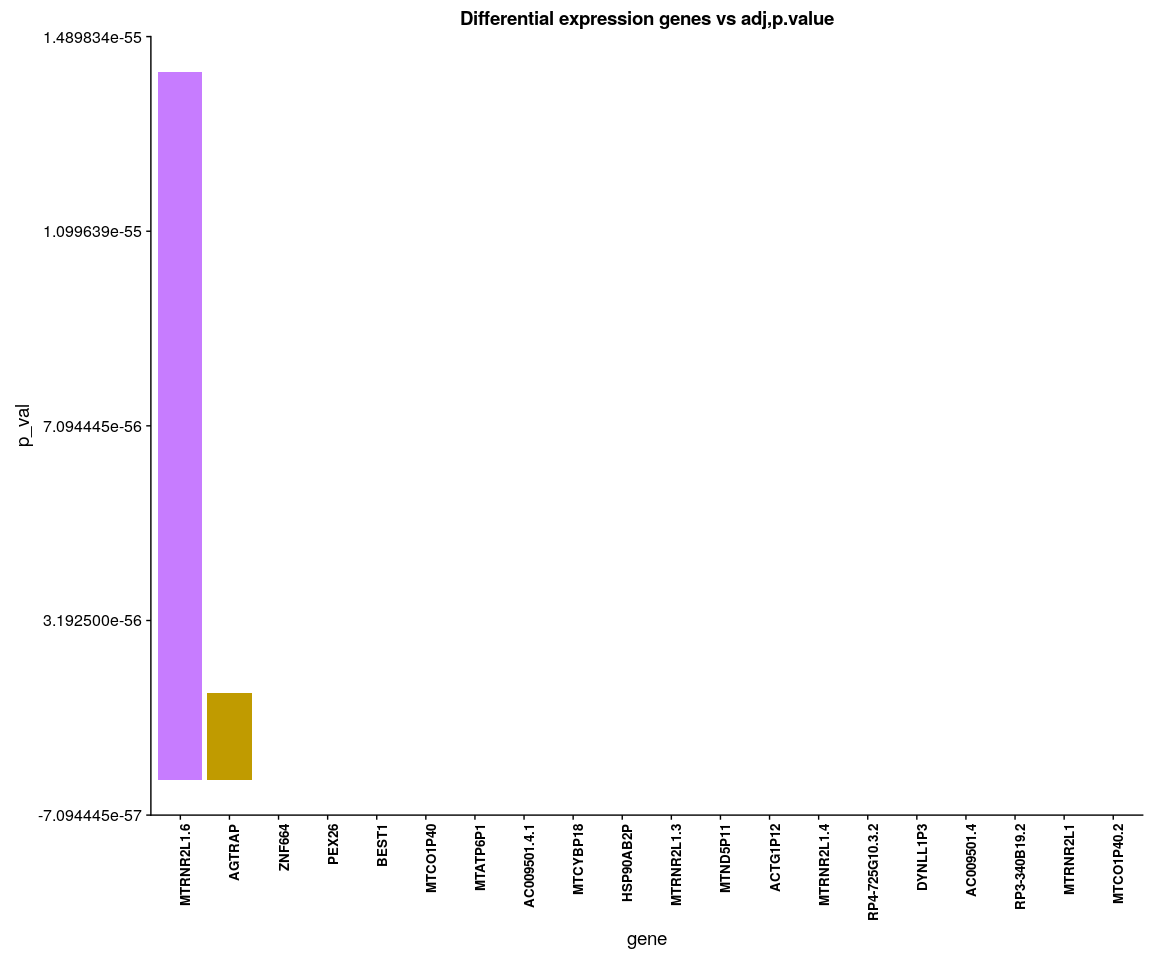 Differential expression genes vs adj,p.value
1.489834e-55
1.099639e-55
7.094445e-56
3.192500e-56
-7.094445e-57
p_val
MTRNR2L1.6
AGTRAP
ZNF664
PEX26
BEST1
MTCO1P40
MTATP6P1
AC009501.4.1
MTCYBP18
HSP90AB2P
MTRNR2L1.3
MTND5P11
ACTG1P12
MTRNR2L1.4
RP4-725G10.3.2
DYNLL1P3
AC009501.4
RP3-340B19.2
MTRNR2L1
MTCO1P40.2
gene